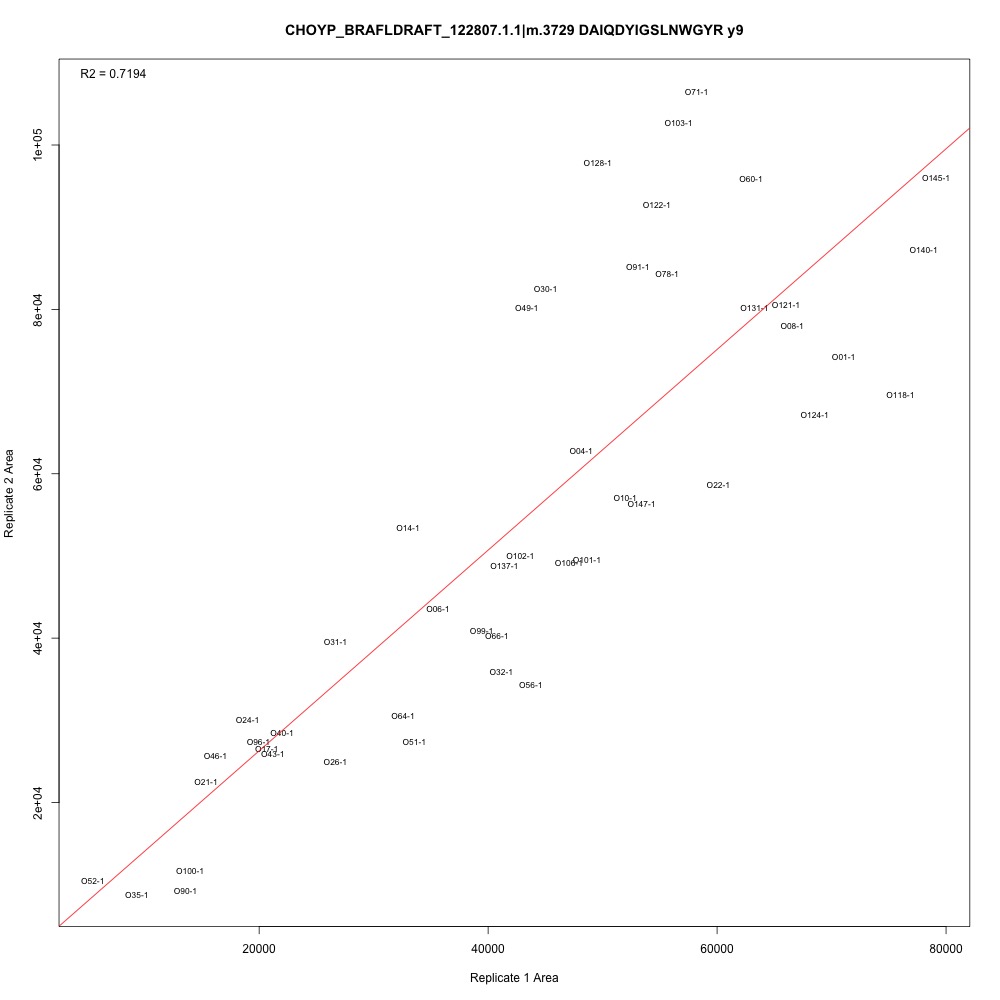 CHOYP_BRAFLDRAFT_122807.1.1|m.3729 DAIQDYIGSLNWGYR y9
R2 = 0.7194
O71-1
O103-1
1e+05
O128-1
O60-1
O145-1
O122-1
O140-1
O91-1
O78-1
O30-1
8e+04
O49-1
O131-1
O121-1
O08-1
O01-1
O118-1
O124-1
O04-1
6e+04
O22-1
O10-1
O147-1
O14-1
Replicate 2 Area
O102-1
O101-1
O106-1
O137-1
O06-1
4e+04
O99-1
O66-1
O31-1
O32-1
O56-1
O64-1
O24-1
O40-1
O96-1
O51-1
O17-1
O43-1
O46-1
O26-1
O21-1
2e+04
O100-1
O52-1
O90-1
O35-1
20000
40000
60000
80000
Replicate 1 Area